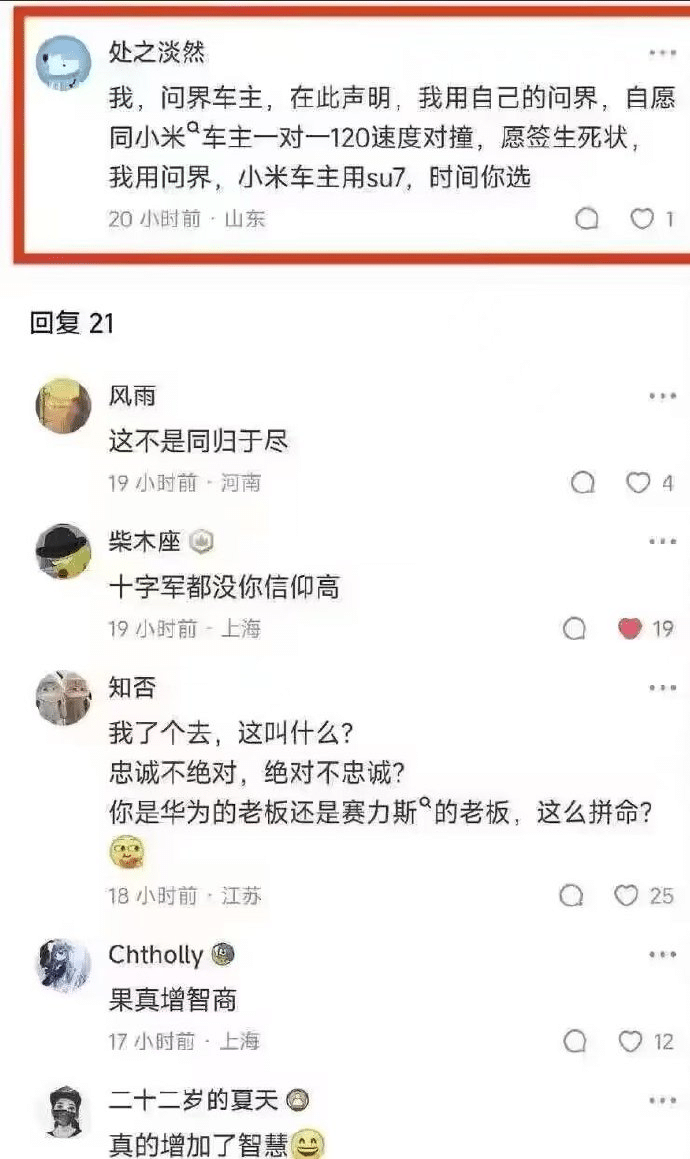 处之淡然
我，问界车主，在此声明，我用自己的问界，自愿
同小米车主一对一120速度对撞，愿签生死状，
我用问界，小米车主用su7，时间你选
20 小时前 · 山东
1
回复 21
风雨
这不是同归于尽
19 小时前 · 河南
4
柴木座
十字军都没你信仰高
19 小时前 · 上海
19
知否
我了个去，这叫什么？
忠诚不绝对，绝对不忠诚？
你是华为的老板还是赛力斯的老板，这么拼命？
18 小时前 · 江苏
25
Chtholly
果真增智商
17 小时前 · 上海
12
二十二岁的夏天
真的增加了智慧